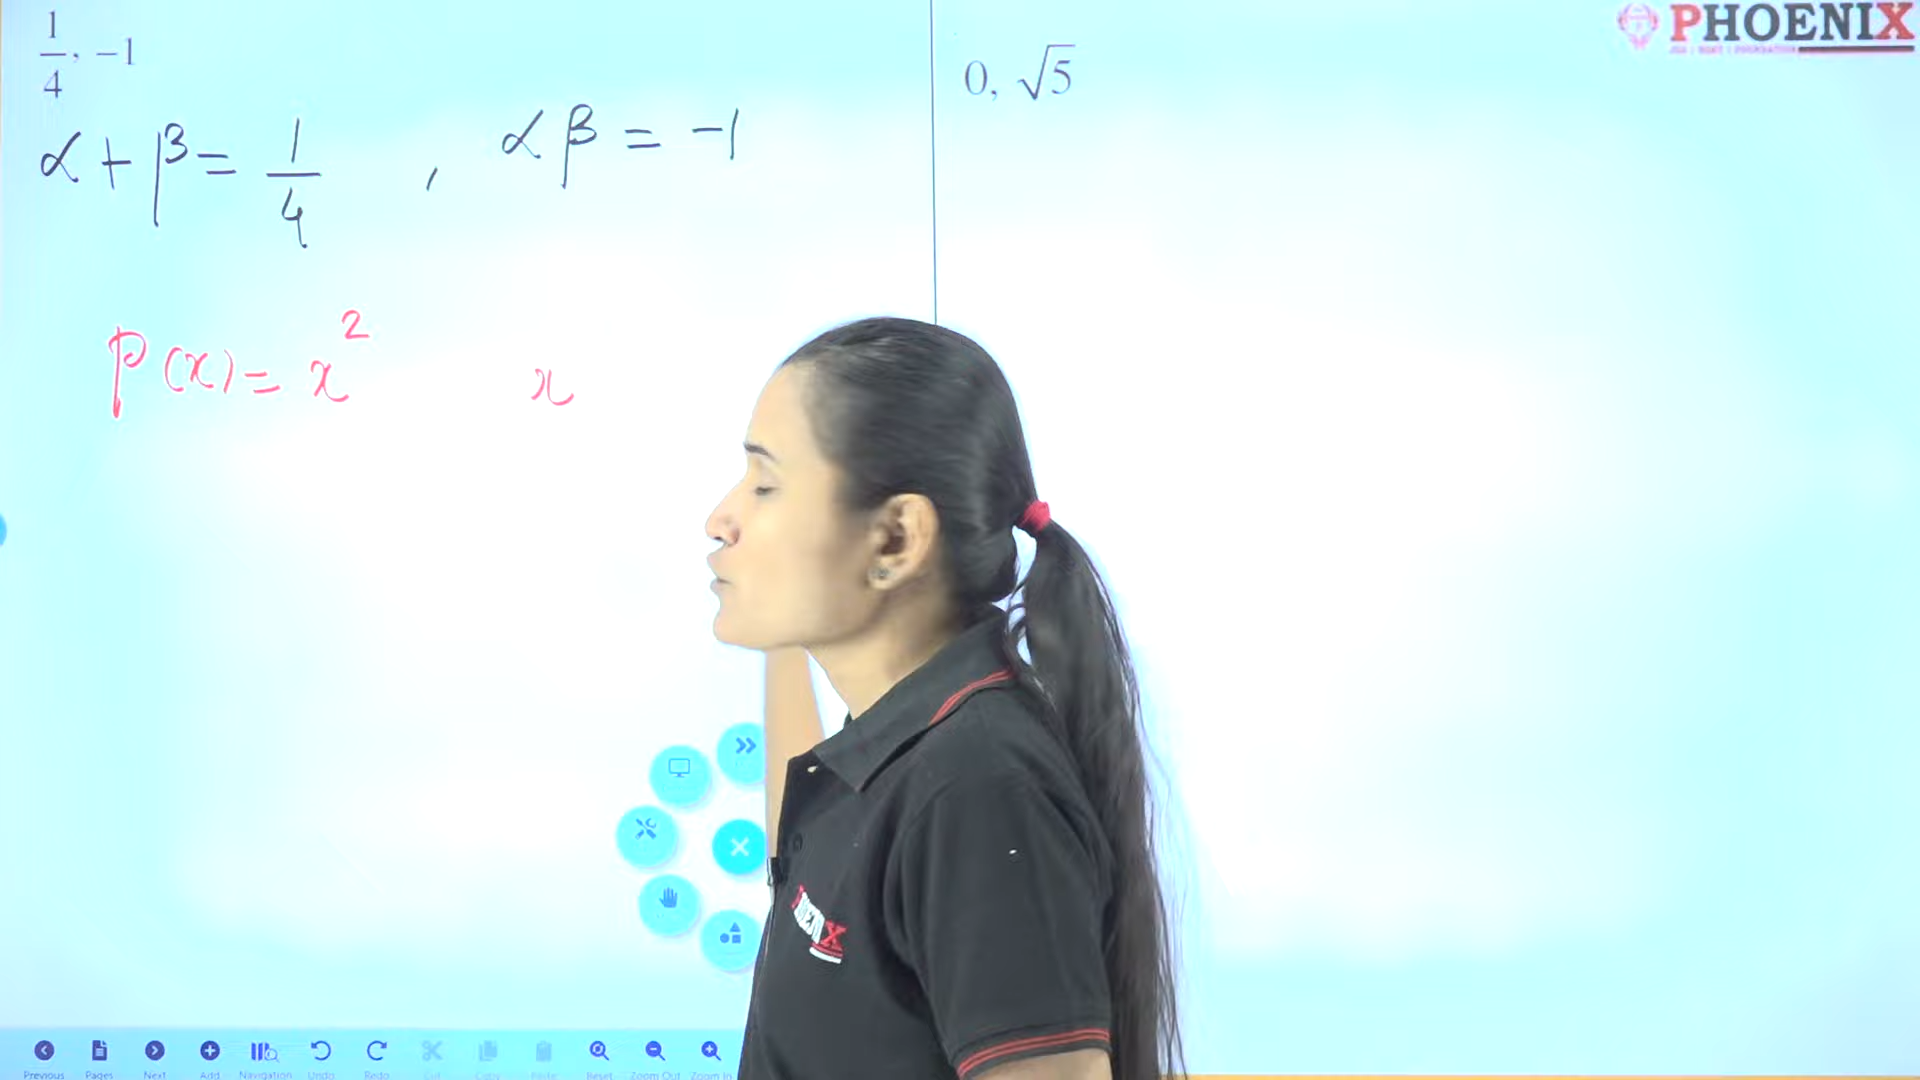 1/4, -1
α + β = 1/4 , αβ = -1
P(x) = x² x
0, √5
PHOENIX
PHOENIX
Previous Pages Next Add Navigation Undo Redo Cut Copy Paste Reset Zoom Out Zoom In